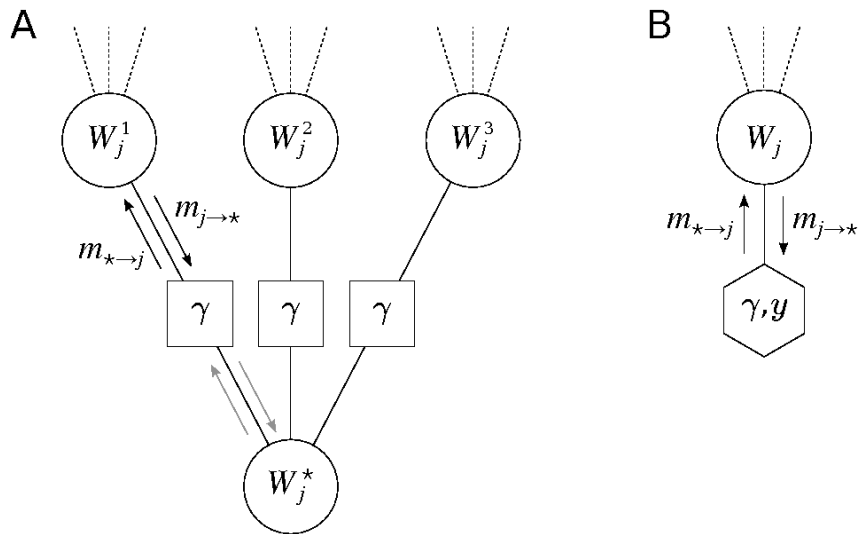 A
B
W_j^1
W_j^2
W_j^3
W_j
m_{j→⋆}
m_{⋆→j}
m_{⋆→j}
m_{j→⋆}
γ
γ
γ
γ,y
W_j^⋆